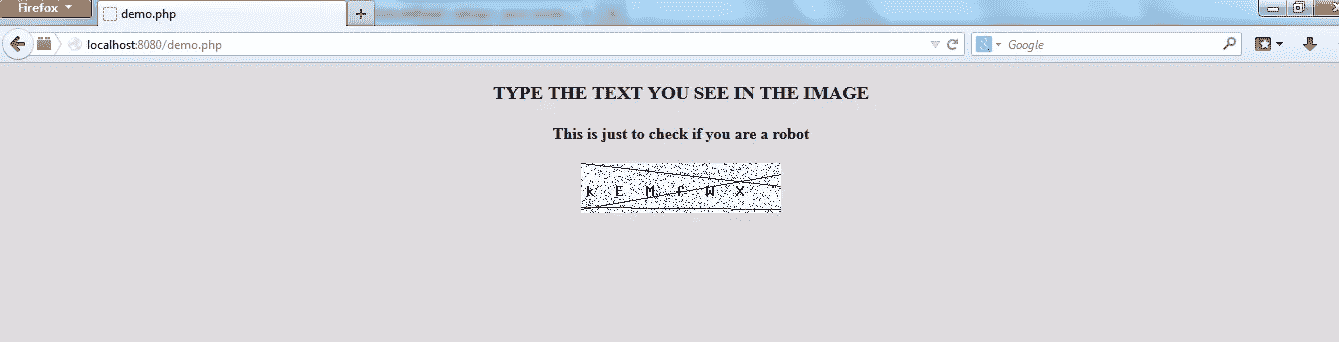 Firefox
demo.php
localhost:8080/demo.php
Google
TYPE THE TEXT YOU SEE IN THE IMAGE
This is just to check if you are a robot
k E M f W X